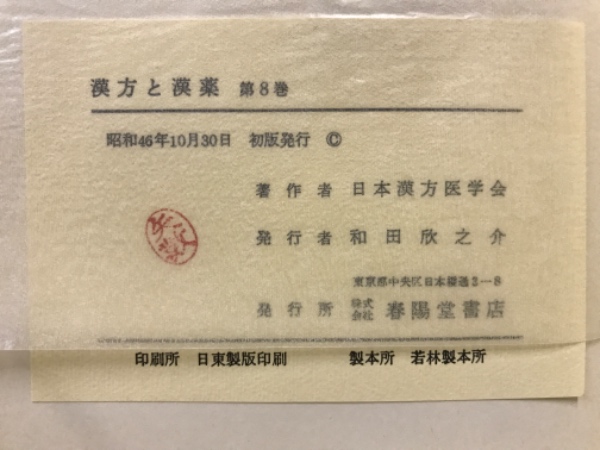 漢方と漢薬 第8巻
昭和46年10月30日 初版発行 ©
著作者 日本漢方医学会
発行者 和田欣之介
東京都中央区日本橋通3—8
発行所 株式会社 春陽堂書店
印刷所 日東製版印刷 製本所 若林製本所